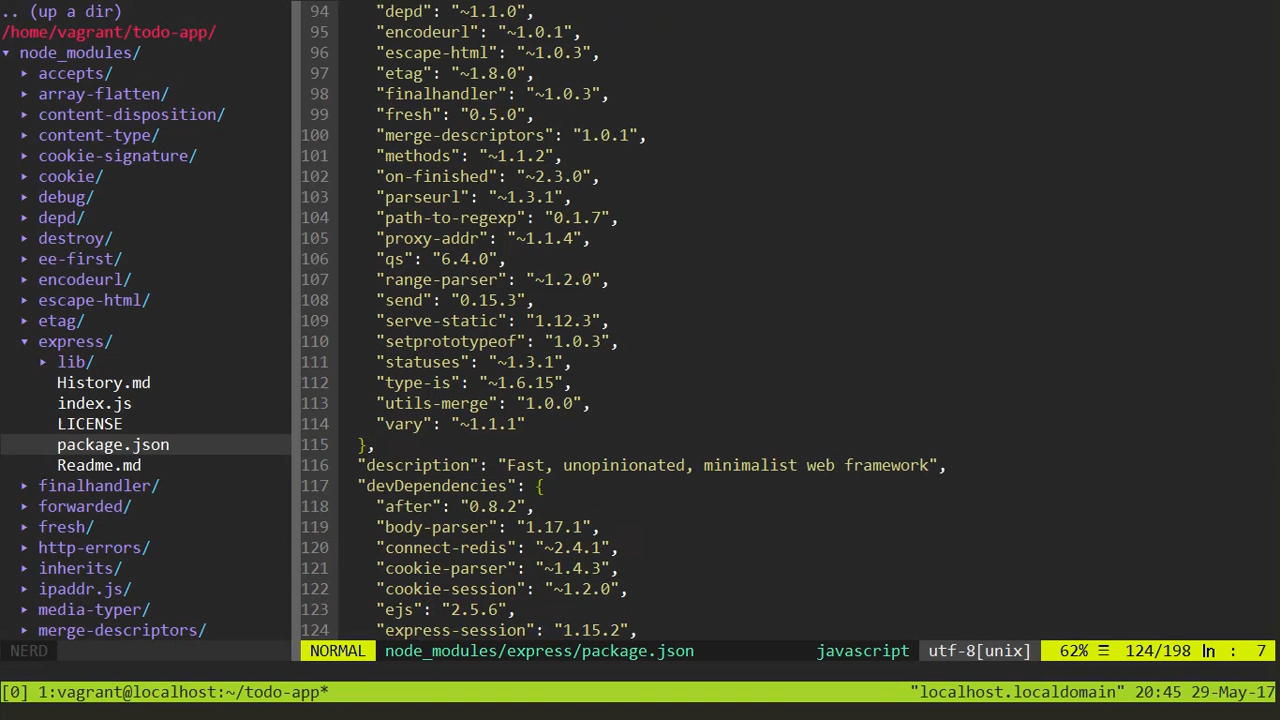 .. (up a dir)
/home/vagrant/todo-app/
▾ node_modules/
▸ accepts/
▸ array-flatten/
▸ content-disposition/
▸ content-type/
▸ cookie-signature/
▸ cookie/
▸ debug/
▸ depd/
▸ destroy/
▸ ee-first/
▸ encodeurl/
▸ escape-html/
▸ etag/
▾ express/
▸ lib/
History.md
index.js
LICENSE
package.json
Readme.md
▸ finalhandler/
▸ forwarded/
▸ fresh/
▸ http-errors/
▸ inherits/
▸ ipaddr.js/
▸ media-typer/
▸ merge-descriptors/
NERD
94 "depd": "~1.1.0",
95 "encodeurl": "~1.0.1",
96 "escape-html": "~1.0.3",
97 "etag": "~1.8.0",
98 "finalhandler": "~1.0.3",
99 "fresh": "0.5.0",
100 "merge-descriptors": "1.0.1",
101 "methods": "~1.1.2",
102 "on-finished": "~2.3.0",
103 "parseurl": "~1.3.1",
104 "path-to-regexp": "0.1.7",
105 "proxy-addr": "~1.1.4",
106 "qs": "6.4.0",
107 "range-parser": "~1.2.0",
108 "send": "0.15.3",
109 "serve-static": "1.12.3",
110 "setprototypeof": "1.0.3",
111 "statuses": "~1.3.1",
112 "type-is": "~1.6.15",
113 "utils-merge": "1.0.0",
114 "vary": "~1.1.1"
115 },
116 "description": "Fast, unopinionated, minimalist web framework",
117 "devDependencies": {
118 "after": "0.8.2",
119 "body-parser": "1.17.1",
120 "connect-redis": "~2.4.1",
121 "cookie-parser": "~1.4.3",
122 "cookie-session": "~1.2.0",
123 "ejs": "2.5.6",
124 "express-session": "1.15.2",
NORMAL node_modules/express/package.json javascript utf-8[unix] 62% ☰ 124/198 ln : 7
[0] 1:vagrant@localhost:~/todo-app* "localhost.localdomain" 20:45 29-May-17